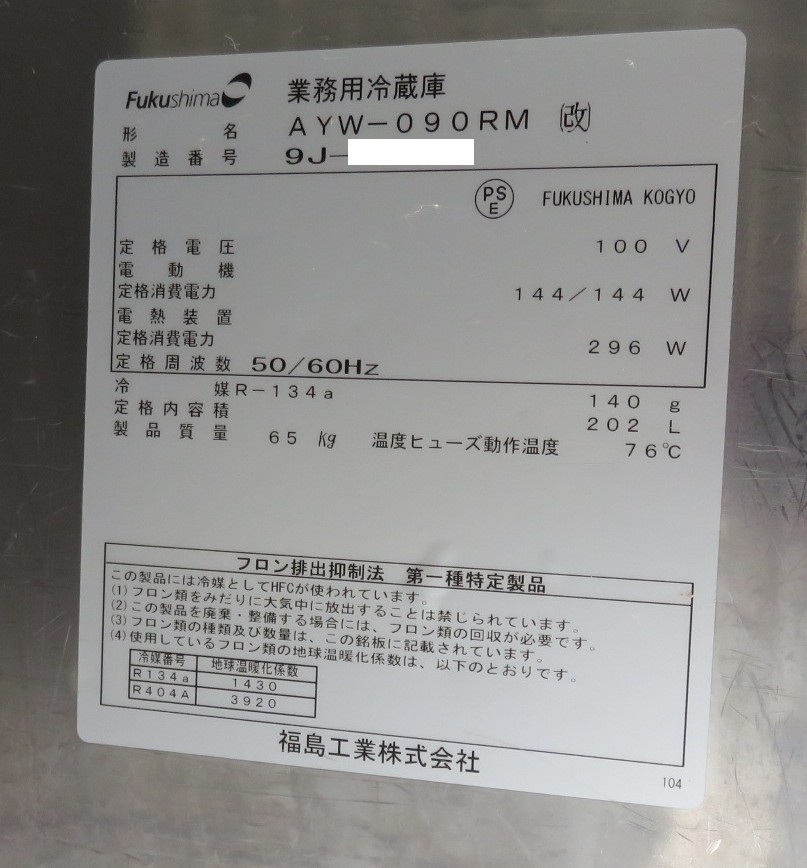 Fukushima 業務用冷蔵庫
形名 AYW-090RM (改)
製造番号 9J-
PSE FUKUSHIMA KOGYO
定格電圧 100 V
電動機
定格消費電力 144/144 W
電熱装置
定格消費電力 296 W
定格周波数 50/60Hz
冷媒 R-134a 140 g
定格内容積 202 L
製品質量 65 kg 温度ヒューズ動作温度 76℃
フロン排出抑制法 第一種特定製品
この製品には冷媒としてHFCが使われています。
(1)フロン類をみだりに大気中に放出することは禁じられています。
(2)この製品を廃棄・整備する場合には、フロン類の回収が必要です。
(3)フロン類の種類及び数量は、この銘板に記載されています。
(4)使用しているフロン類の地球温暖化係数は、以下のとおりです。
冷媒番号 地球温暖化係数
R134a 1430
R404A 3920
福島工業株式会社
104